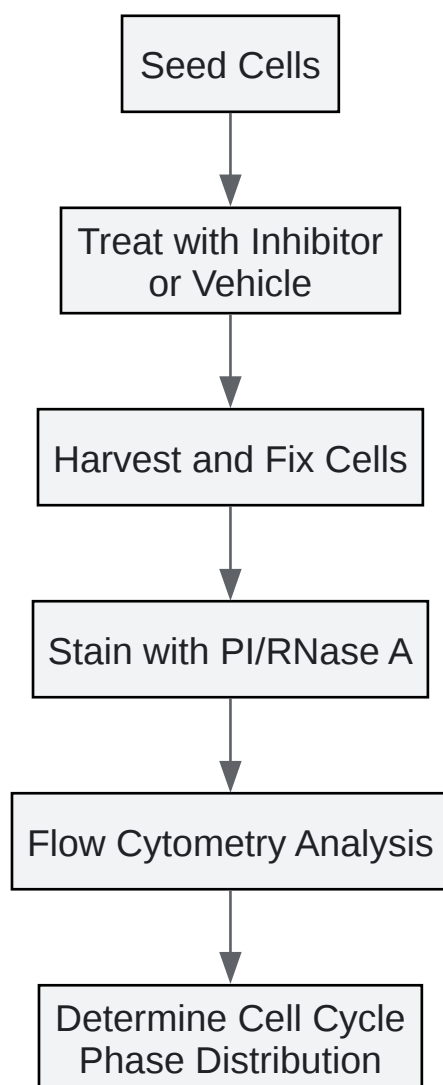 Seed Cells
Treat with Inhibitor
or Vehicle
Harvest and Fix Cells
Stain with PI/RNase A
Flow Cytometry Analysis
Determine Cell Cycle
Phase Distribution